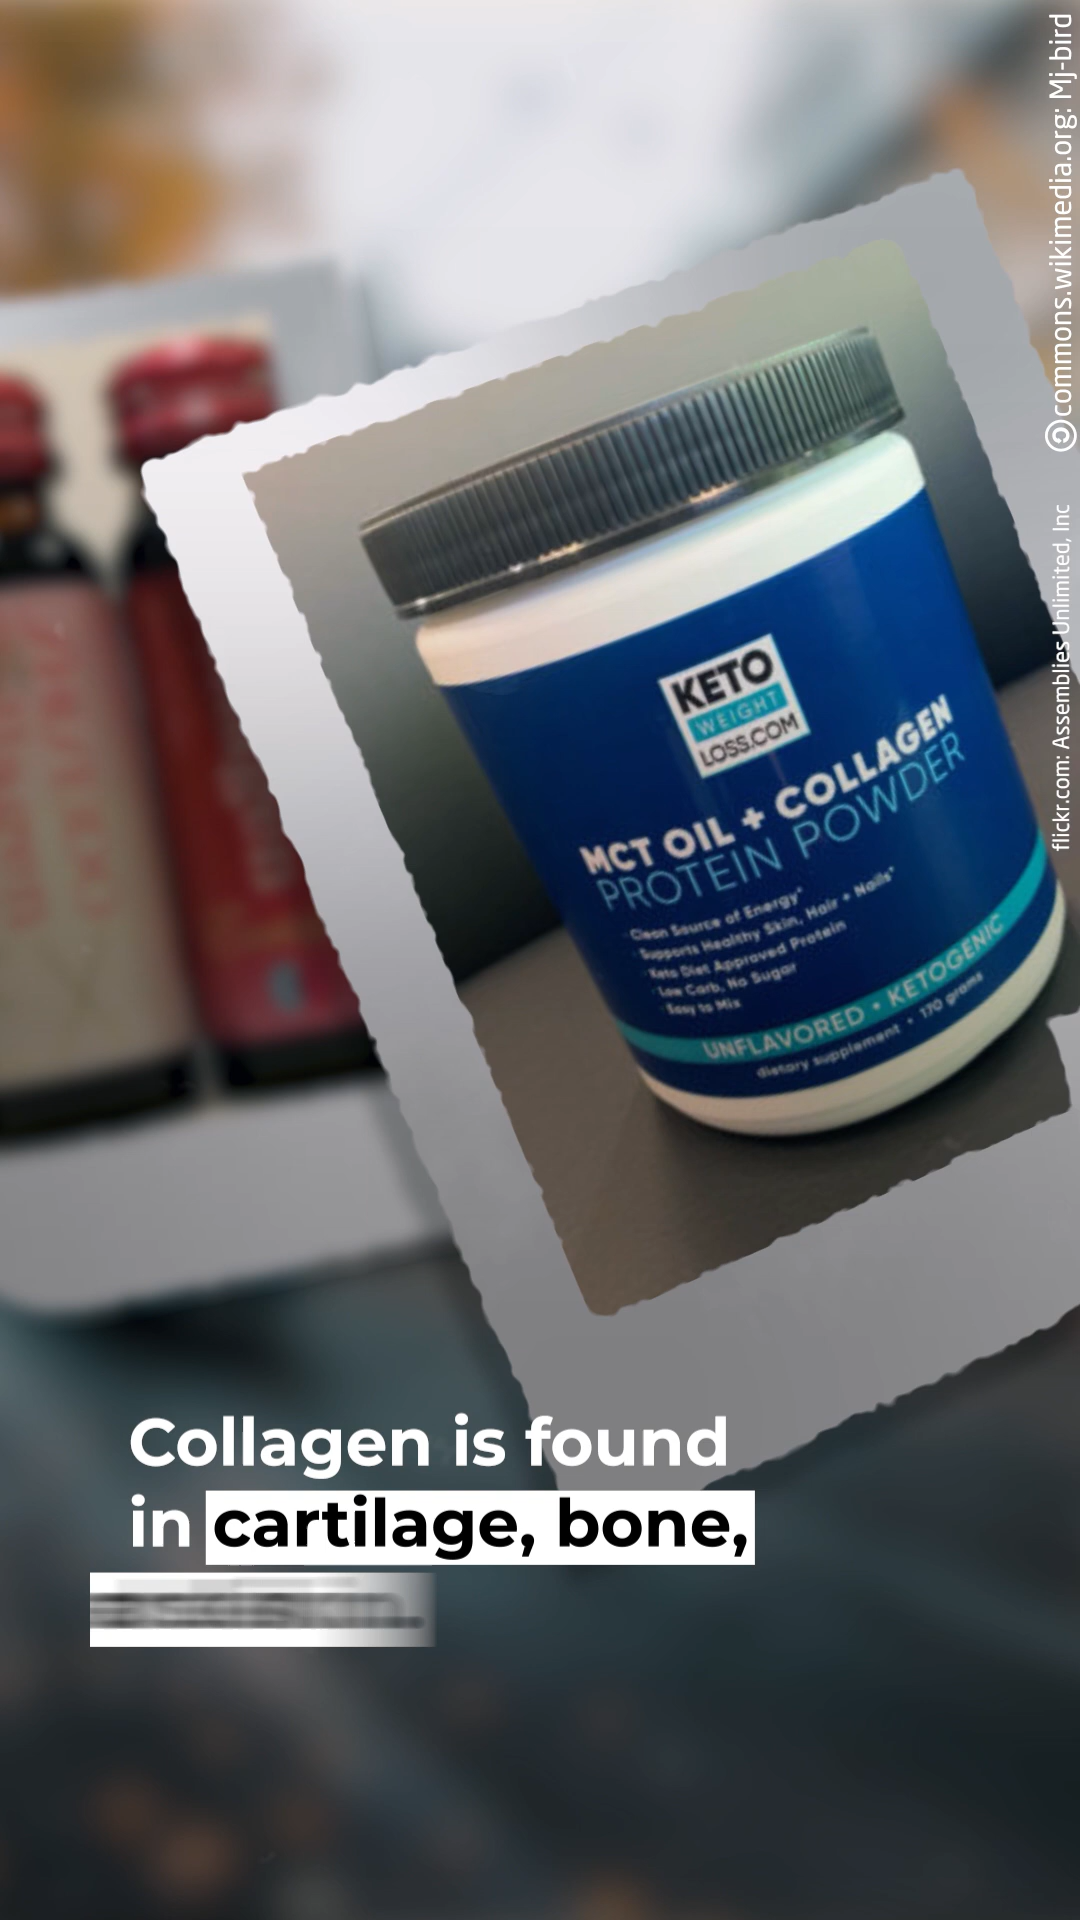 ©commons.wikimedia.org: Mj-bird
flickr.com: Assemblies Unlimited, Inc
KETO
WEIGHT
LOSS.COM
MCT OIL + COLLAGEN
PROTEIN POWDER
Clean Source of Energy*
Supports Healthy Skin, Hair + Nails*
Keto Diet Approved Protein
Low Carb, No Sugar
Easy to Mix
UNFLAVORED • KETOGENIC
dietary supplement • 170 grams
Collagen is found
in cartilage, bone,